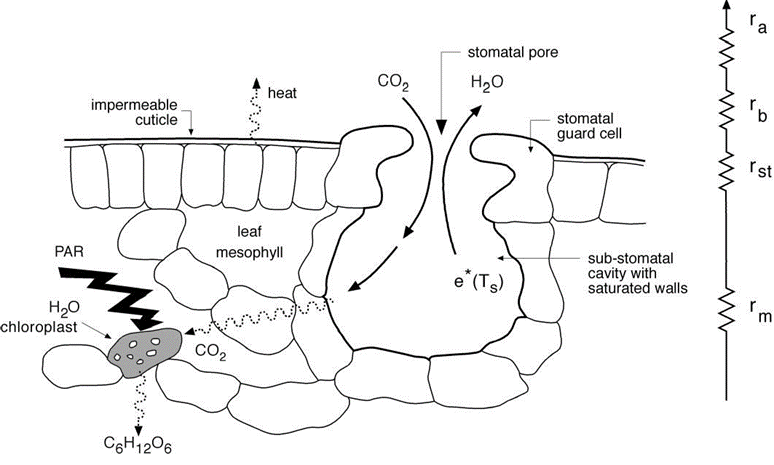 stomatal pore
CO2
H2O
heat
impermeable
cuticle
stomatal
guard cell
leaf
mesophyll
PAR
H2O
chloroplast
CO2
C6H12O6
e*(Ts)
sub-stomatal
cavity with
saturated walls
ra
rb
rst
rm